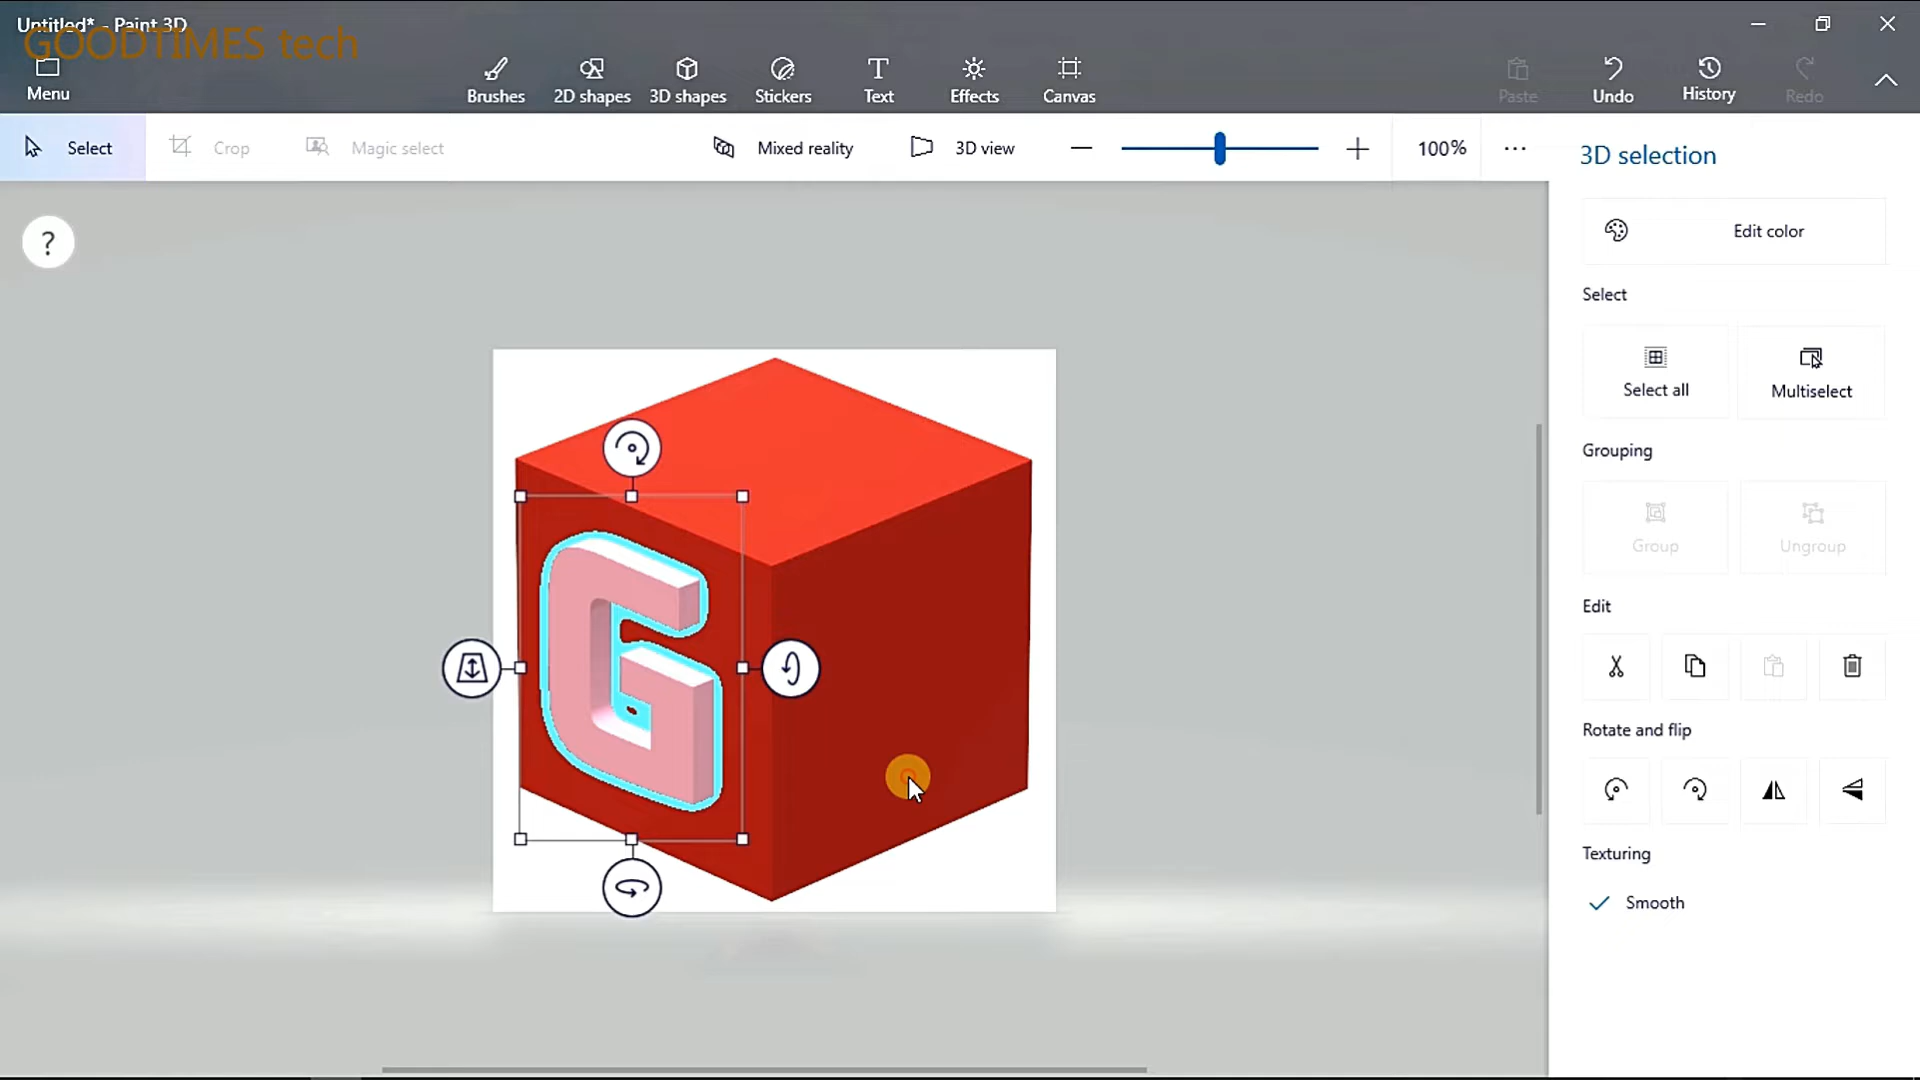 Untitled* - Paint 3D
GOODTIMES tech
Menu
Brushes
2D shapes
3D shapes
Stickers
Text
Effects
Canvas
Paste
Undo
History
Redo
Select
Crop
Magic select
Mixed reality
3D view
100%
3D selection
?
Edit color
Select
Select all
Multiselect
Grouping
Group
Ungroup
Edit
G
Rotate and flip
Texturing
Smooth